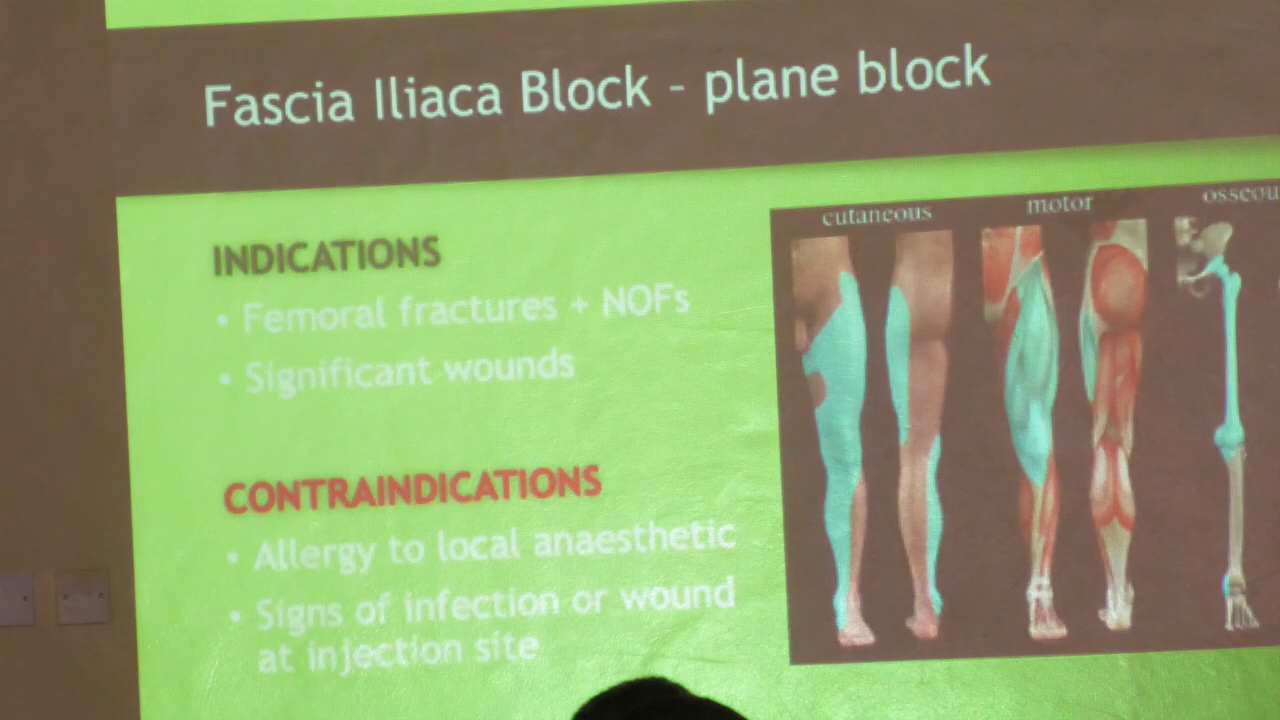 Fascia Iliaca Block - plane block
INDICATIONS
• Femoral fractures + NOFs
• Significant wounds
CONTRAINDICATIONS
• Allergy to local anaesthetic
• Signs of infection or wound
at injection site
cutaneous
motor
osseou